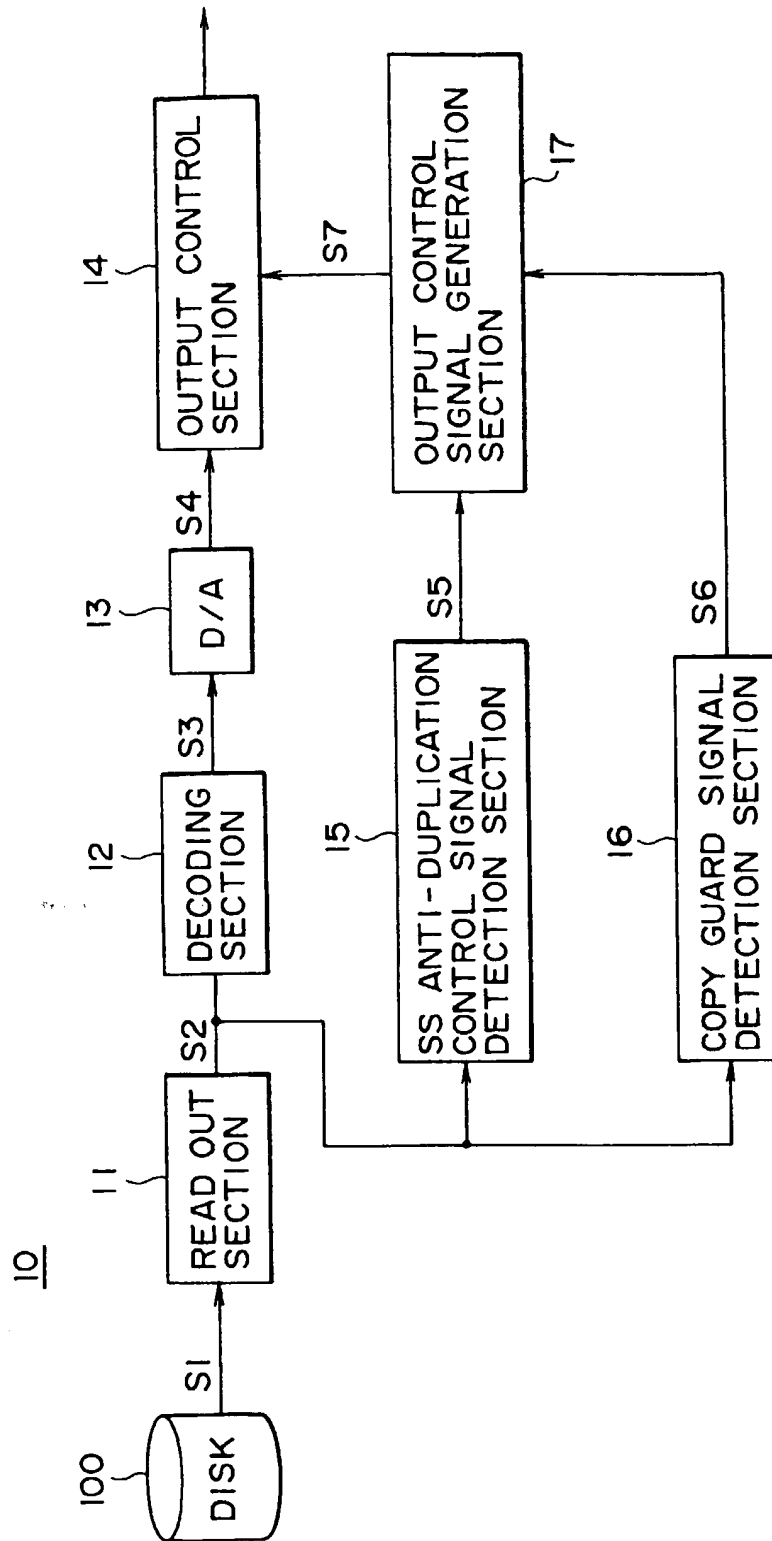 10
100
DISK
S1
11
READ OUT
SECTION
S2
12
DECODING
SECTION
S3
13
D/A
S4
14
OUTPUT CONTROL
SECTION
15
SS ANTI-DUPLICATION
CONTROL SIGNAL
DETECTION SECTION
S5
16
COPY GUARD SIGNAL
DETECTION SECTION
S6
17
OUTPUT CONTROL
SIGNAL GENERATION
SECTION
S7